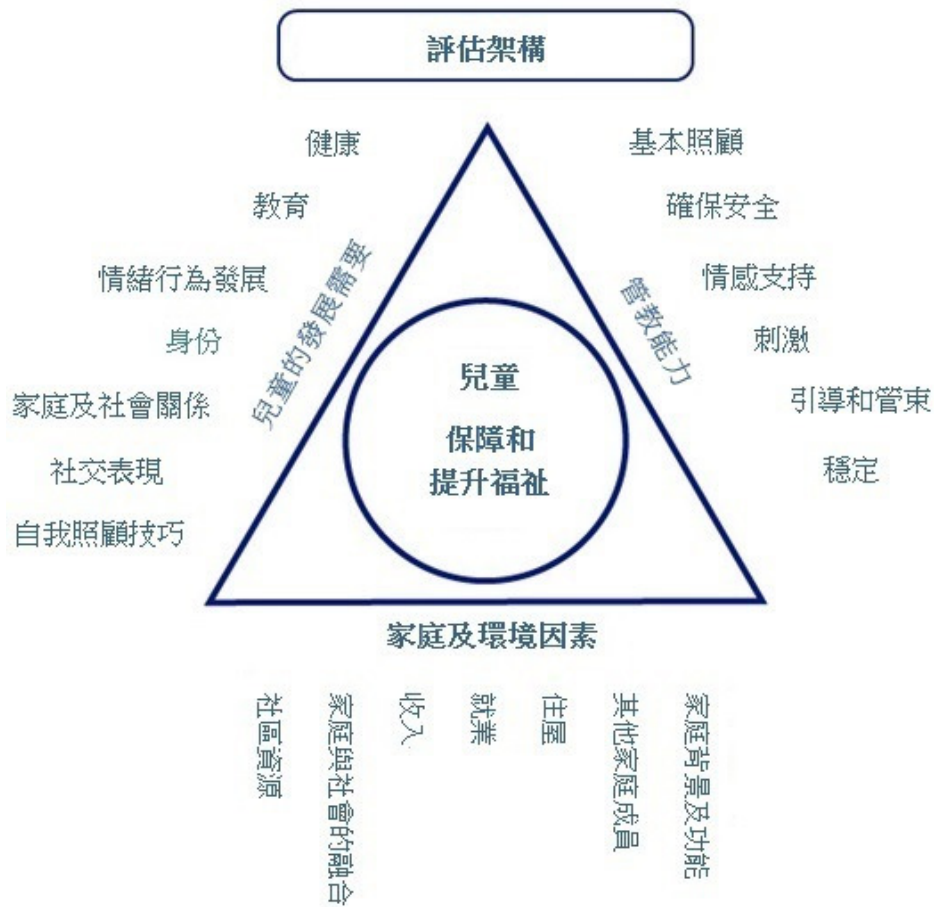 評估架構
健康
教育
情緒行為發展
身份
家庭及社會關係
社交表現
自我照顧技巧
兒童的發展需要
基本照顧
確保安全
情感支持
刺激
引導和管束
穩定
管教能力
兒童
保障和
提升福祉
家庭及環境因素
社區資源
家庭與社會的融合
收入
就業
住屋
其他家庭成員
家庭背景及功能